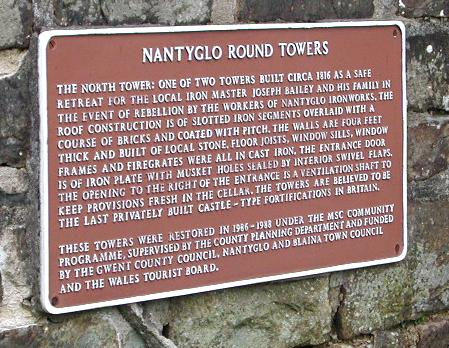 NANTYGLO ROUND TOWERS
THE NORTH TOWER: ONE OF TWO TOWERS BUILT CIRCA 1816 AS A SAFE
RETREAT FOR THE LOCAL IRON MASTER JOSEPH BAILEY AND HIS FAMILY IN
THE EVENT OF REBELLION BY THE WORKERS OF NANTYGLO IRONWORKS. THE
ROOF CONSTRUCTION IS OF SLOTTED IRON SEGMENTS OVERLAID WITH A
COURSE OF BRICKS AND COATED WITH PITCH. THE WALLS ARE FOUR FEET
THICK AND BUILT OF LOCAL STONE. FLOOR JOISTS, WINDOW SILLS, WINDOW
FRAMES AND FIREGRATES WERE ALL IN CAST IRON. THE ENTRANCE DOOR
IS OF IRON PLATE WITH MUSKET HOLES SEALED BY INTERIOR SWIVEL FLAPS.
THE OPENING TO THE RIGHT OF THE ENTRANCE IS A VENTILATION SHAFT TO
KEEP PROVISIONS FRESH IN THE CELLAR. THE TOWERS ARE BELIEVED TO BE
THE LAST PRIVATELY BUILT CASTLE-TYPE FORTIFICATIONS IN BRITAIN.
THESE TOWERS WERE RESTORED IN 1986-1988 UNDER THE MSC COMMUNITY
PROGRAMME, SUPERVISED BY THE COUNTY PLANNING DEPARTMENT AND FUNDED
BY THE GWENT COUNTY COUNCIL, NANTYGLO AND BLAINA TOWN COUNCIL
AND THE WALES TOURIST BOARD.